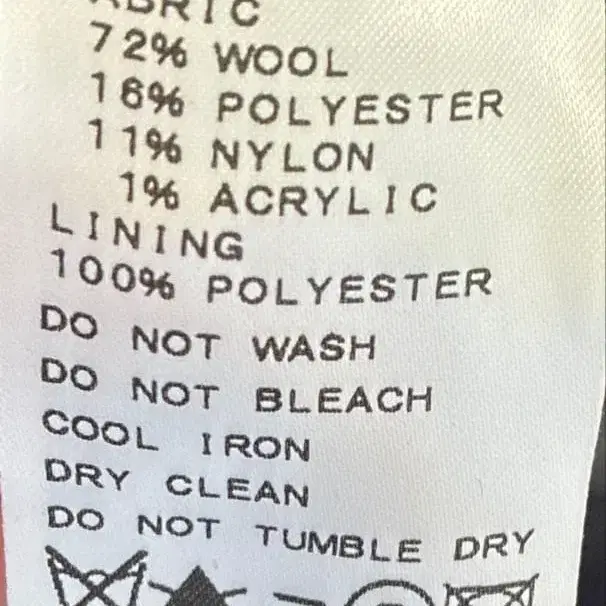 FABRIC
72% WOOL
16% POLYESTER
11% NYLON
1% ACRYLIC
LINING
100% POLYESTER
DO NOT WASH
DO NOT BLEACH
COOL IRON
DRY CLEAN
DO NOT TUMBLE DRY